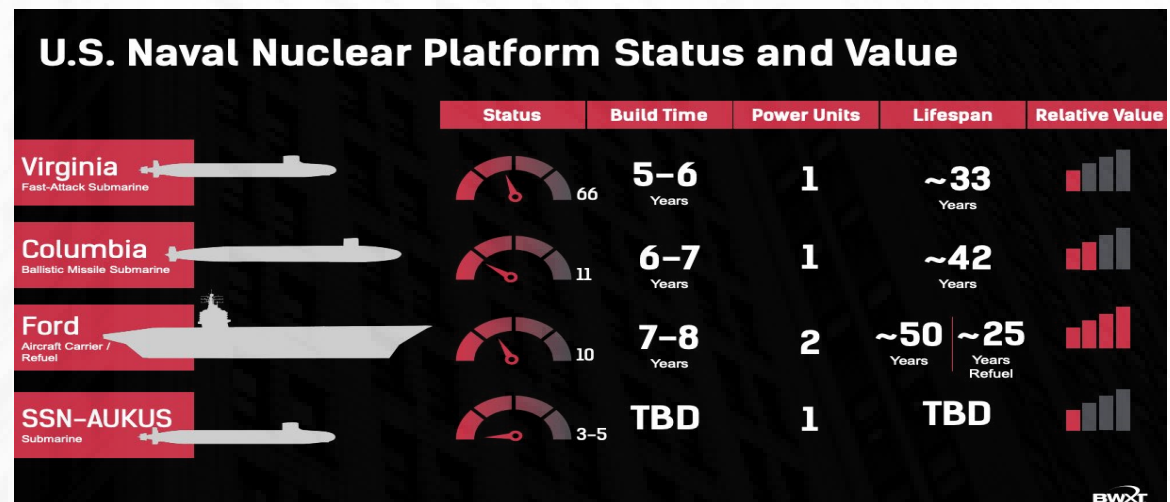 U.S. Naval Nuclear Platform Status and Value
Status Build Time Power Units Lifespan Relative Value
Virginia
Fast-Attack Submarine
66
5–6
Years
1
~33
Years
Columbia
Ballistic Missile Submarine
11
6–7
Years
1
~42
Years
Ford
Aircraft Carrier /
Refuel
10
7–8
Years
2
~50
Years
~25
Years
Refuel
SSN–AUKUS
Submarine
3–5
TBD
1
TBD
BWXT